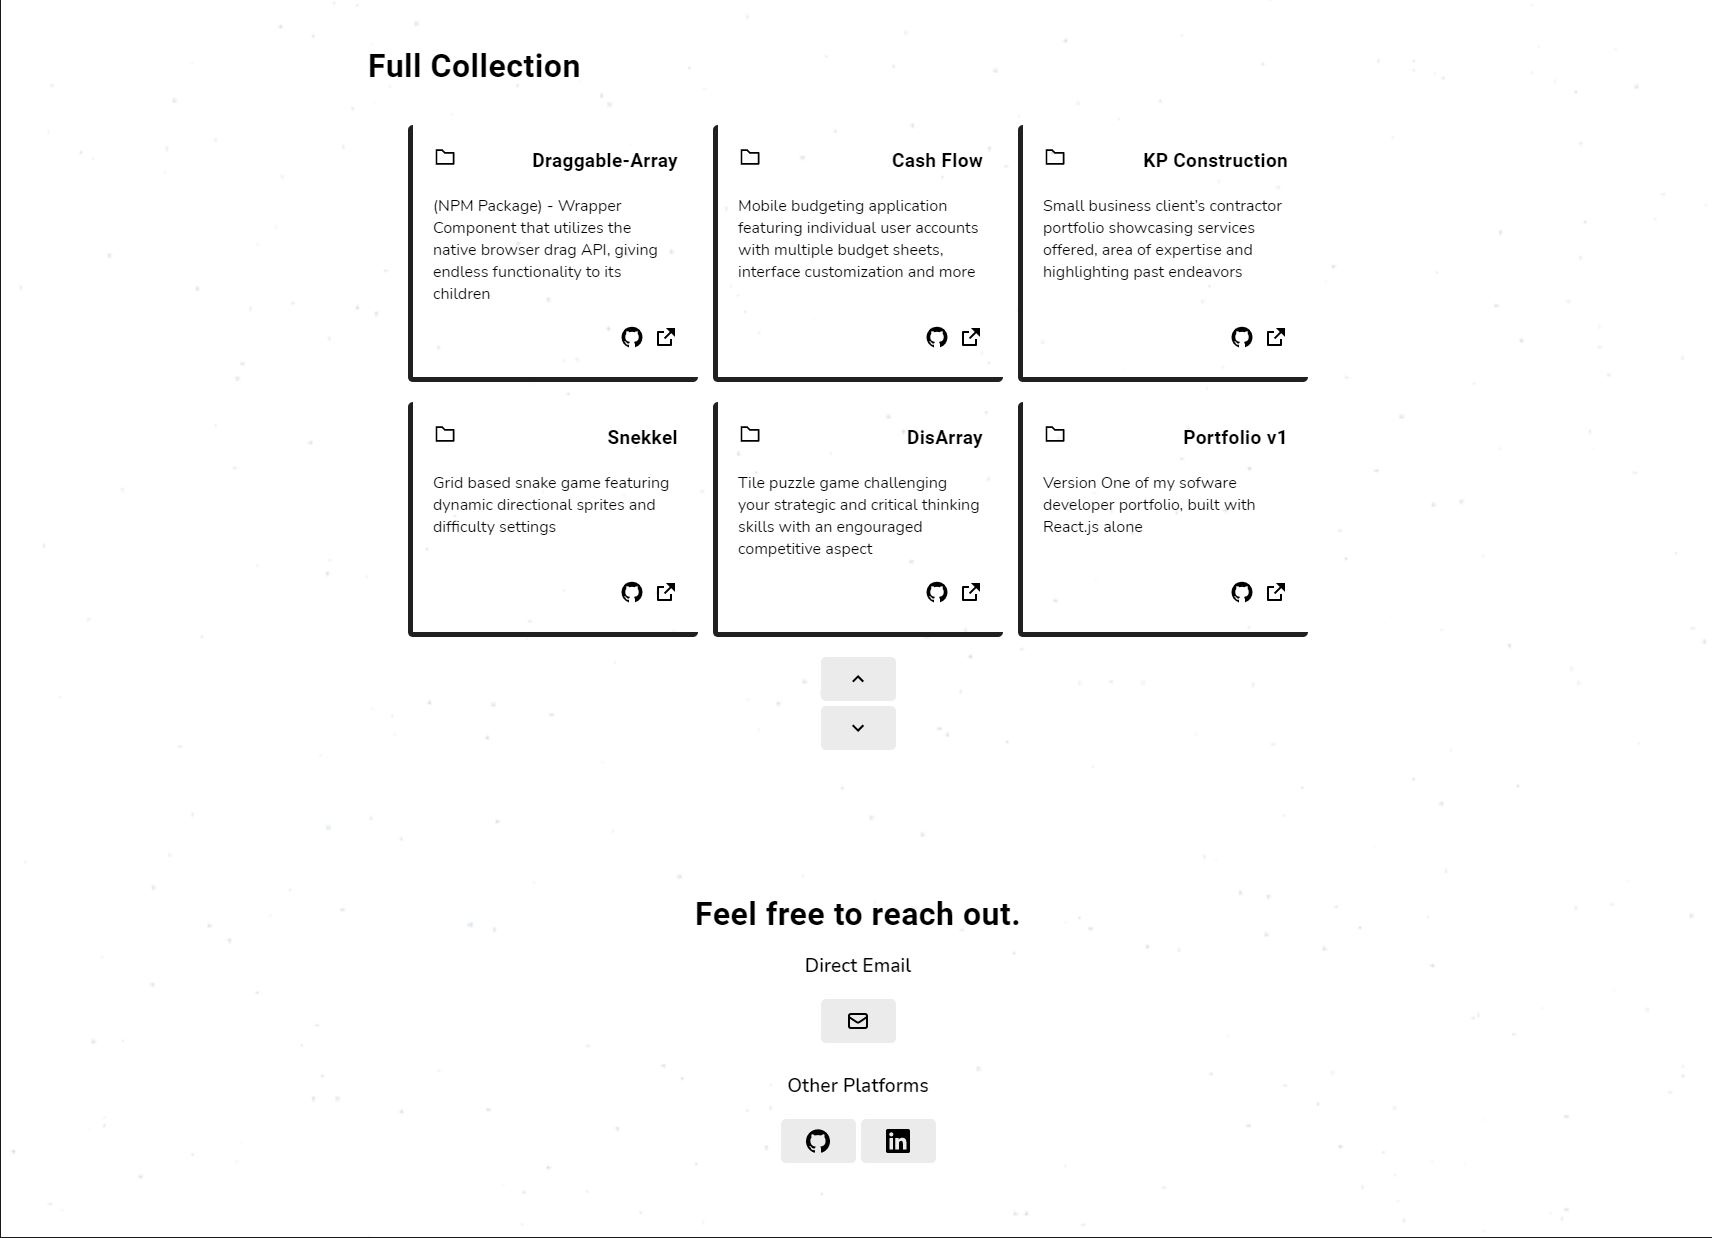 Full Collection
Draggable-Array
(NPM Package) - Wrapper
Component that utilizes the
native browser drag API, giving
endless functionality to its
children
Cash Flow
Mobile budgeting application
featuring individual user accounts
with multiple budget sheets,
interface customization and more
KP Construction
Small business client's contractor
portfolio showcasing services
offered, area of expertise and
highlighting past endeavors
Snekkel
Grid based snake game featuring
dynamic directional sprites and
difficulty settings
DisArray
Tile puzzle game challenging
your strategic and critical thinking
skills with an engouraged
competitive aspect
Portfolio v1
Version One of my sofware
developer portfolio, built with
React.js alone
Feel free to reach out.
Direct Email
Other Platforms
in